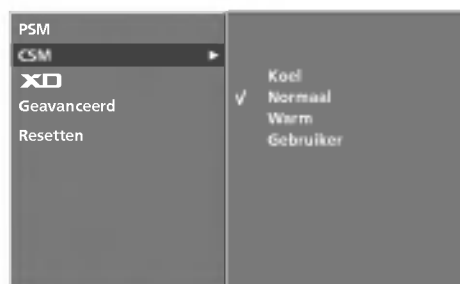 PSM
CSM
XD
Geavanceerd
Resetten
Koel
√ Normaal
Warm
Gebruiker